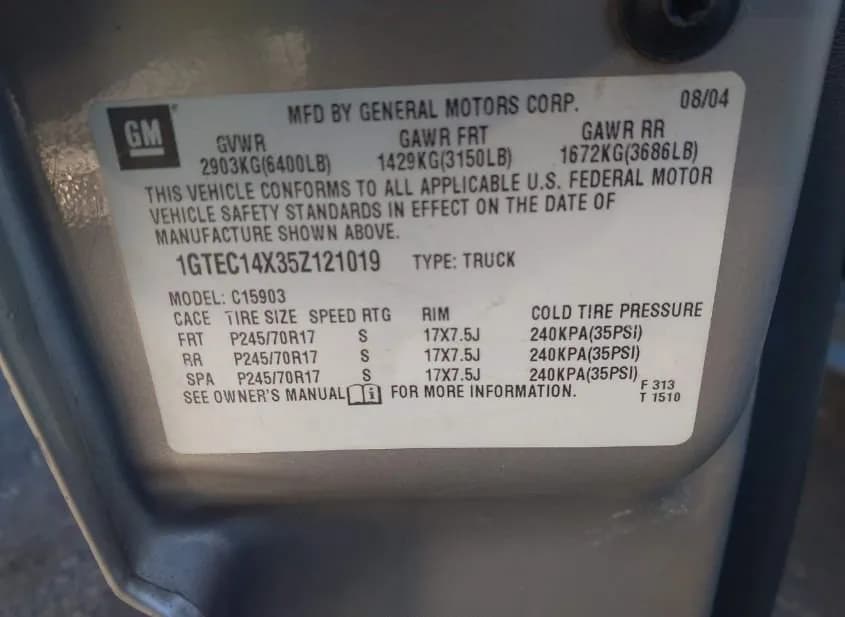 GM
MFD BY GENERAL MOTORS CORP. 08/04
GVWR GAWR FRT GAWR RR
2903KG(6400LB) 1429KG(3150LB) 1672KG(3686LB)
THIS VEHICLE CONFORMS TO ALL APPLICABLE U.S. FEDERAL MOTOR
VEHICLE SAFETY STANDARDS IN EFFECT ON THE DATE OF
MANUFACTURE SHOWN ABOVE.
1GTEC14X35Z121019 TYPE: TRUCK
MODEL: C15903
CACE TIRE SIZE SPEED RTG RIM COLD TIRE PRESSURE
FRT P245/70R17 S 17X7.5J 240KPA(35PSI)
RR P245/70R17 S 17X7.5J 240KPA(35PSI)
SPA P245/70R17 S 17X7.5J 240KPA(35PSI)
SEE OWNER'S MANUAL i FOR MORE INFORMATION.
F 313
T 1510